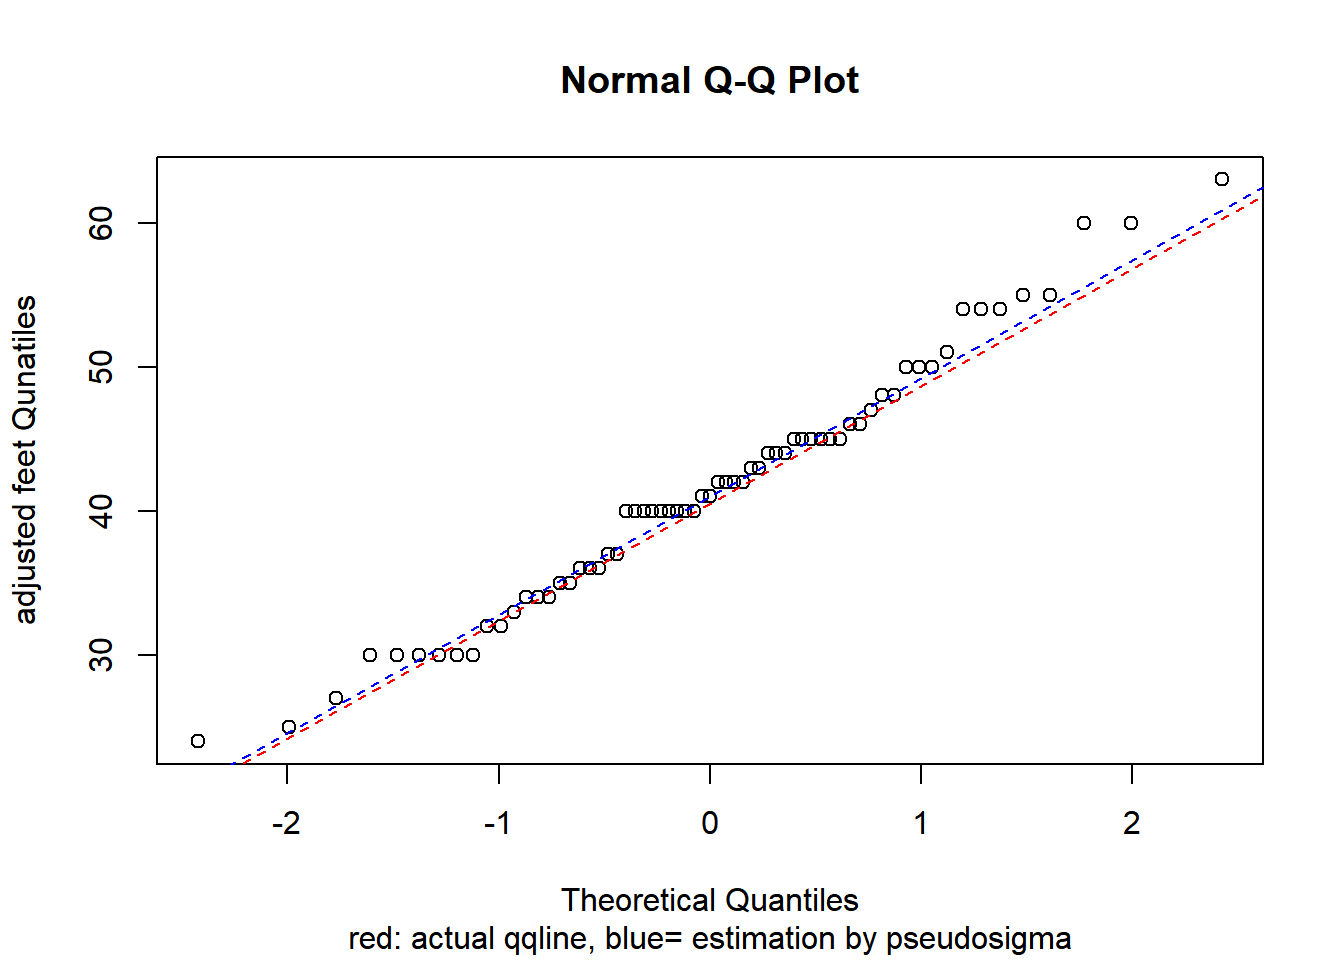 Normal Q-Q Plot
adjusted feet Qunatiles
60
50
40
30
-2 -1 0 1 2
Theoretical Quantiles
red: actual qqline, blue= estimation by pseudosigma